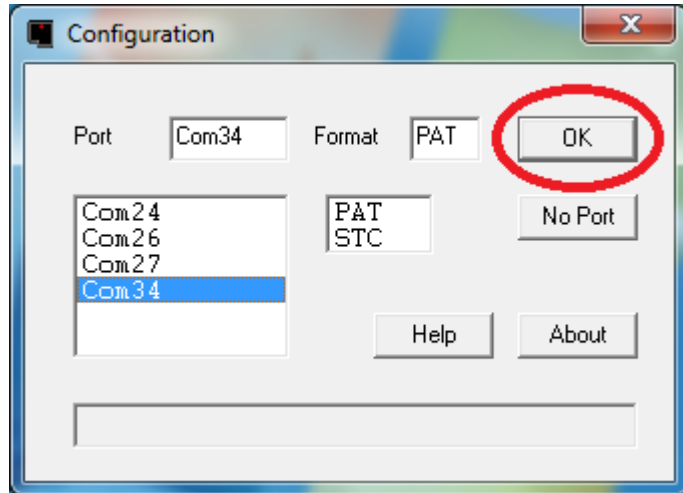 Configuration
Port Com34 Format PAT OK
Com24
Com26
Com27
Com34
PAT
STC
No Port
Help About